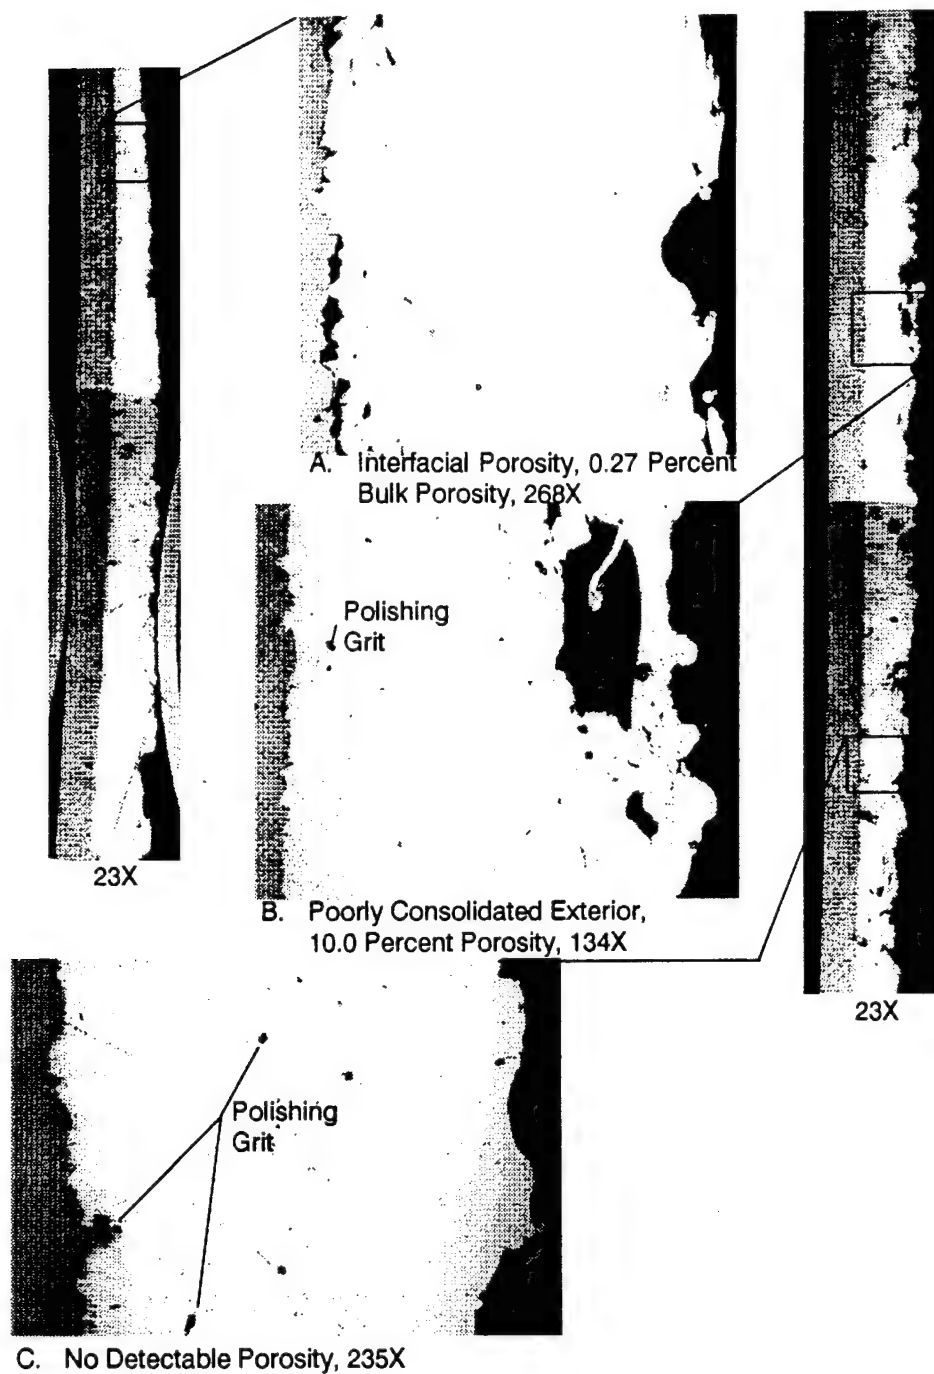 A. Interfacial Porosity, 0.27 Percent
Bulk Porosity, 268X
Polishing
Grit
23X
B. Poorly Consolidated Exterior,
10.0 Percent Porosity, 134X
23X
Polishing
Grit
C. No Detectable Porosity, 235X